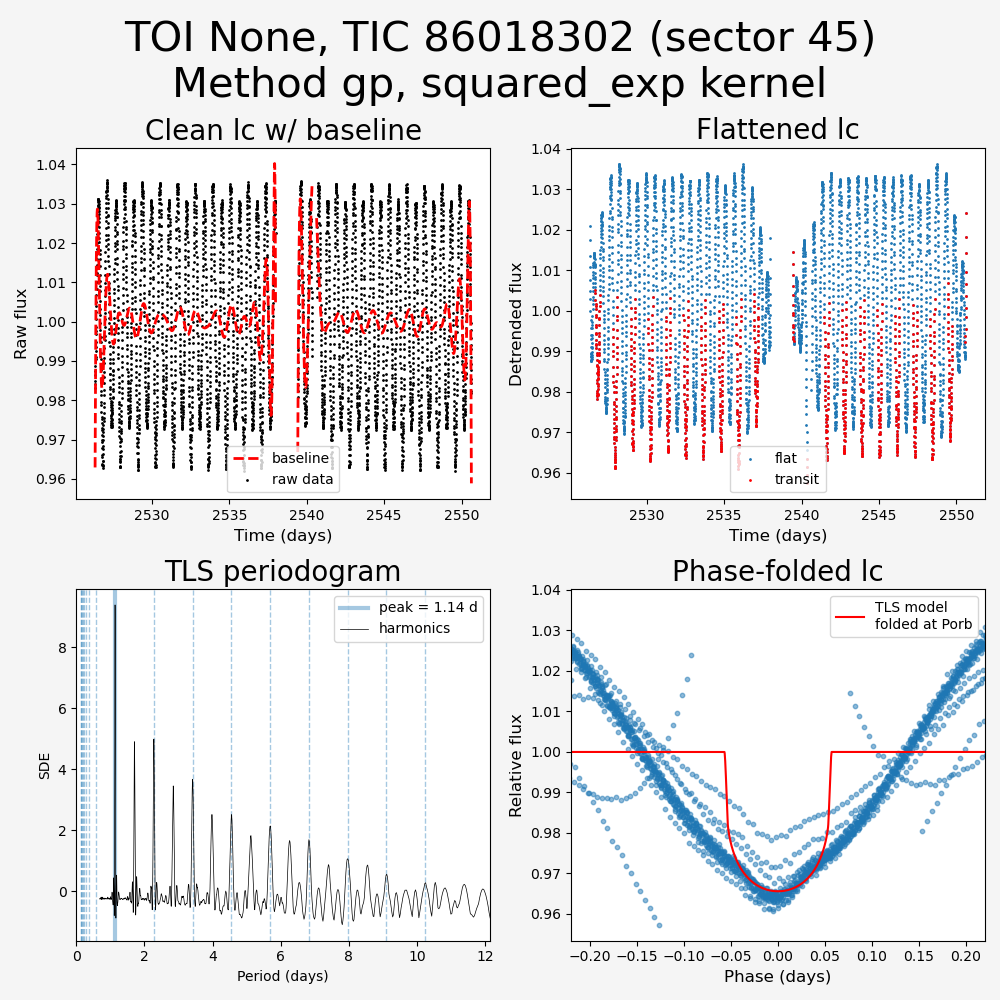 TOI None, TIC 86018302 (sector 45)
Method gp, squared_exp kernel
Clean lc w/ baseline
1.04
1.03
1.02
1.01
1.00
0.99
0.98
0.97
0.96
Raw flux
baseline
raw data
2530
2535
2540
2545
2550
Time (days)
Flattened lc
1.04
1.03
1.02
1.01
1.00
0.99
0.98
0.97
0.96
Detrended flux
flat
transit
2530
2535
2540
2545
2550
Time (days)
TLS periodogram
8
6
4
2
0
SDE
peak = 1.14 d
harmonics
0
2
4
6
8
10
12
Period (days)
Phase-folded lc
1.04
1.03
1.02
1.01
1.00
0.99
0.98
0.97
0.96
Relative flux
TLS model
folded at Porb
−0.20
−0.15
−0.10
−0.05
0.00
0.05
0.10
0.15
0.20
Phase (days)